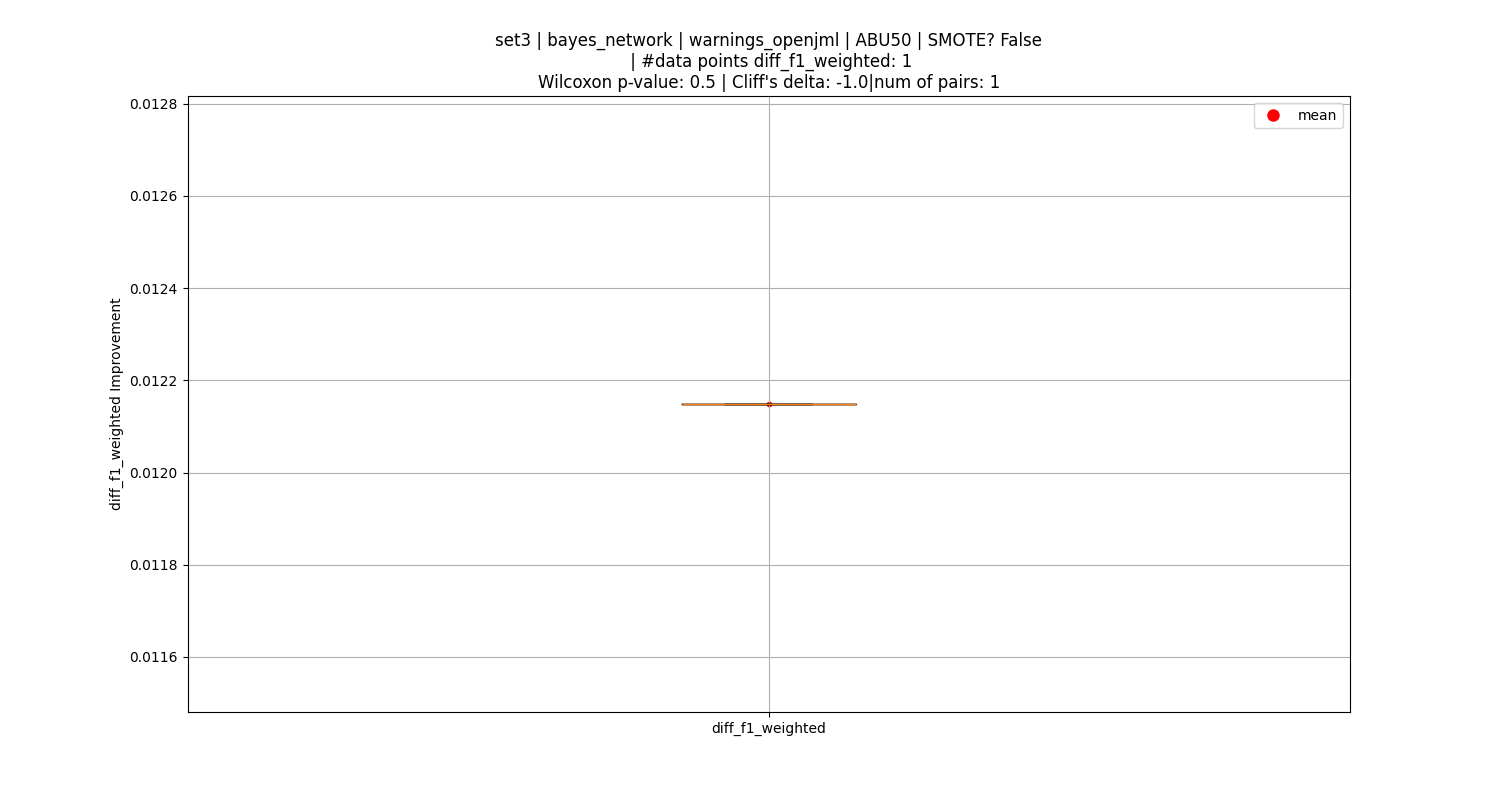 set3 | bayes_network | warnings_openjml | ABU50 | SMOTE? False
| #data points diff_f1_weighted: 1
Wilcoxon p-value: 0.5 | Cliff's delta: -1.0|num of pairs: 1
mean
0.0128
0.0126
0.0124
0.0122
0.0120
0.0118
0.0116
diff_f1_weighted Improvement
diff_f1_weighted